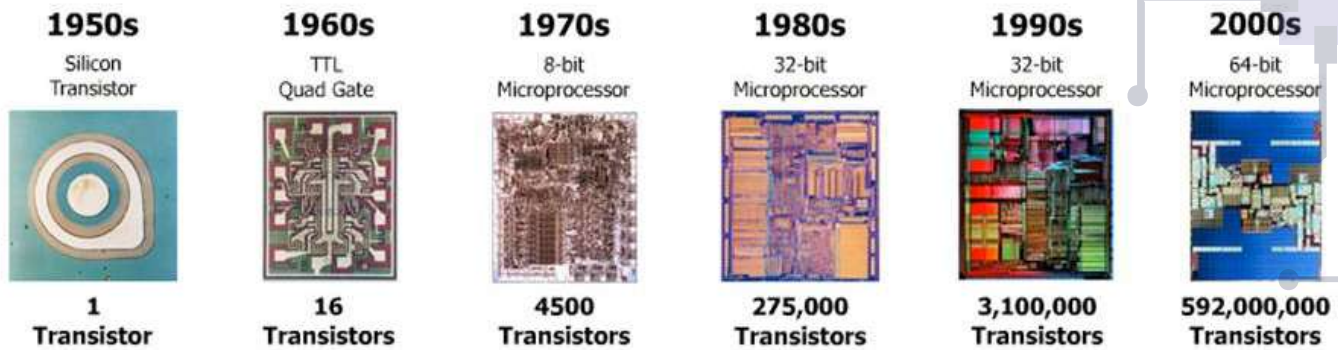 1950s
Silicon
Transistor
1
Transistor
1960s
TTL
Quad Gate
16
Transistors
1970s
8-bit
Microprocessor
4500
Transistors
1980s
32-bit
Microprocessor
275,000
Transistors
1990s
32-bit
Microprocessor
3,100,000
Transistors
2000s
64-bit
Microprocessor
592,000,000
Transistors